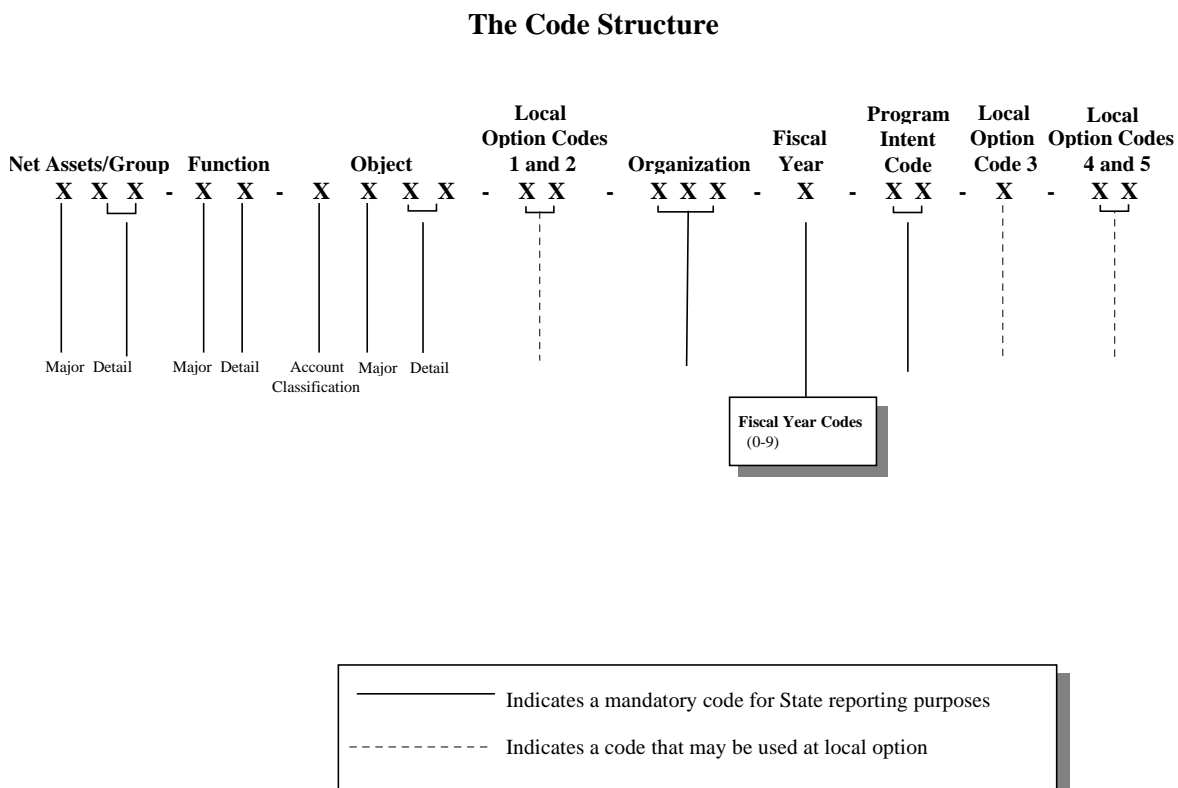 The Code Structure
Local
Option Codes
1 and 2
Program
Intent
Code
Local
Option
Code 3
Local
Option Codes
4 and 5
Fiscal
Year
Net Assets/Group Function Object Organization
X X X - X X - X X X X - X X - X X X - X - X X - X - X X
Major Detail Major Detail Account Classification Major Detail
Fiscal Year Codes
(0-9)
Indicates a mandatory code for State reporting purposes
Indicates a code that may be used at local option